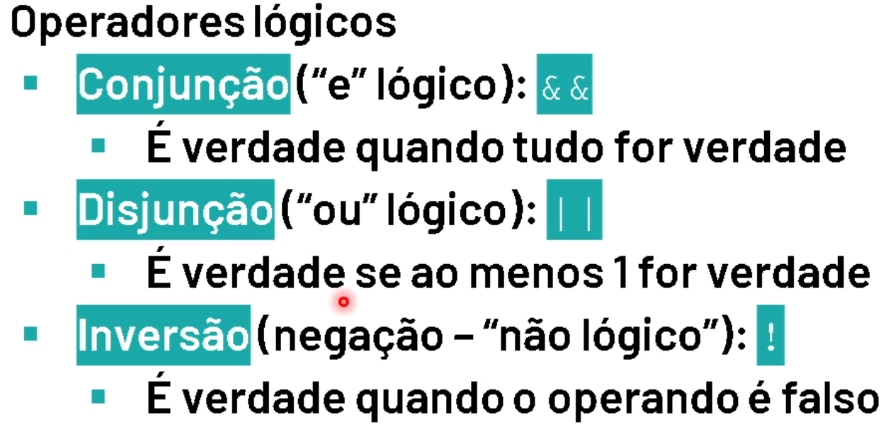 Operadores lógicos
▪ Conjunção (“e” lógico): &&
▪ É verdade quando tudo for verdade
▪ Disjunção (“ou” lógico): ||
▪ É verdade se ao menos 1 for verdade
▪ Inversão (negação – “não lógico”): !
▪ É verdade quando o operando é falso